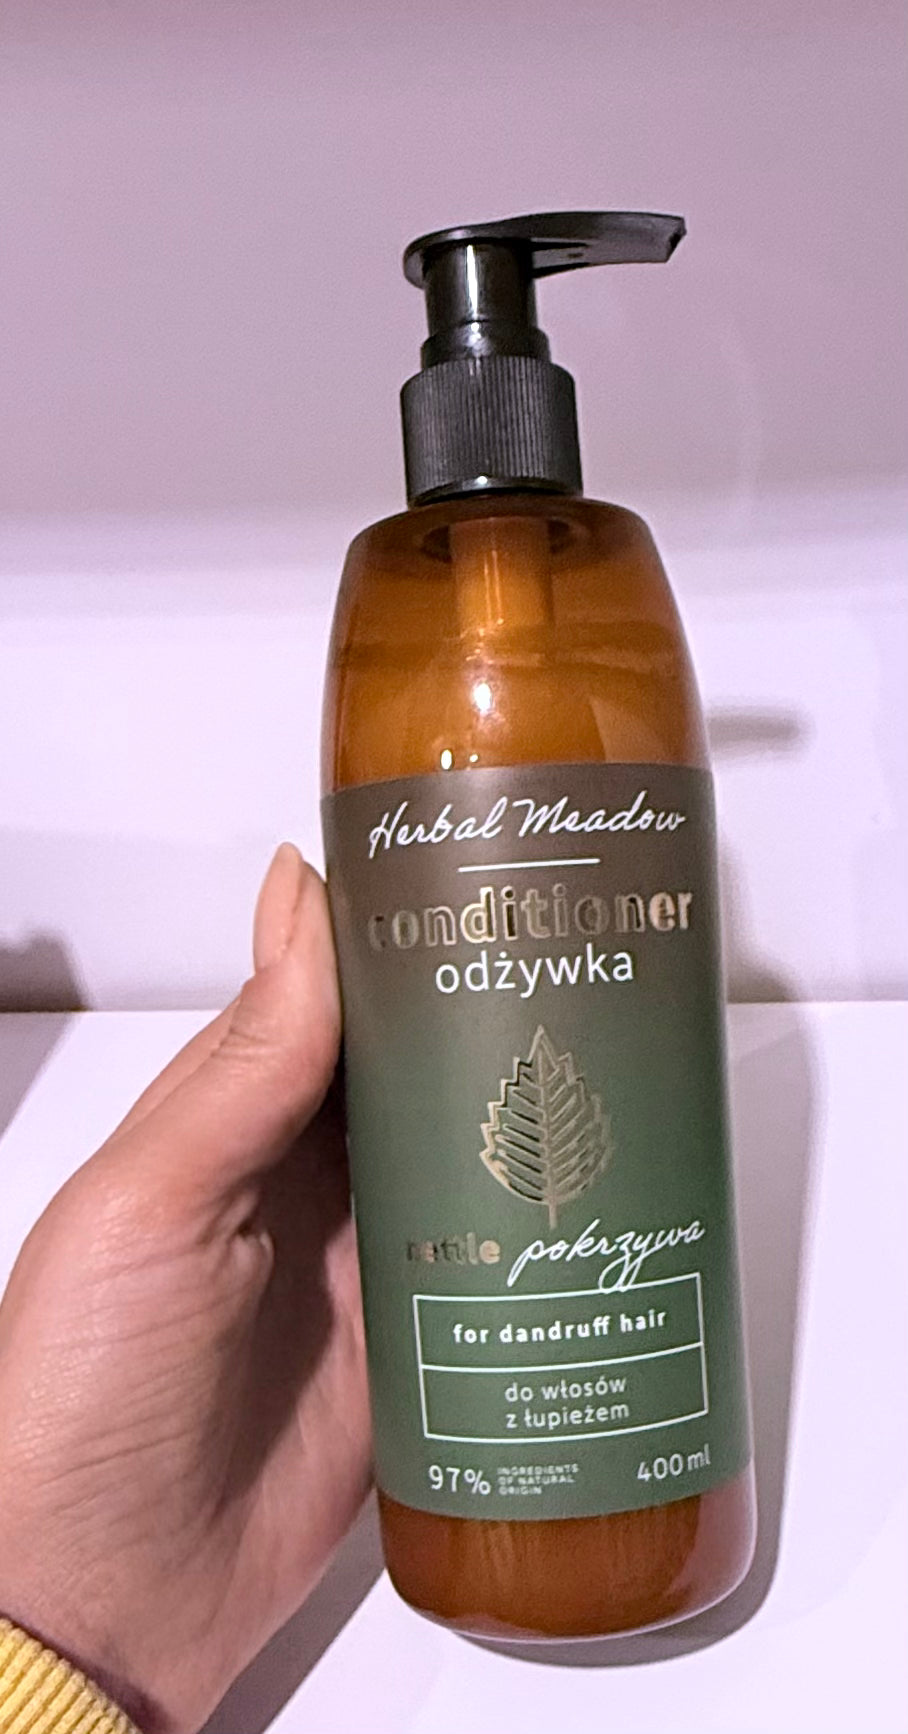 Herbal Meadow
conditioner
odżywka
nettle pokrzywa
for dandruff hair
do włosów
z łupieżem
97% INGREDIENTS
OF NATURAL
ORIGIN
400 ml